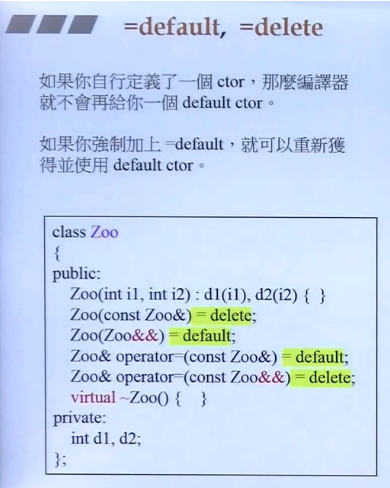 =default, =delete
如果你自行定義了一個 ctor，那麼編譯器
就不會再給你一個 default ctor。
如果你強制加上 =default，就可以重新獲
得並使用 default ctor。
class Zoo
{
public:
Zoo(int i1, int i2) : d1(i1), d2(i2) { }
Zoo(const Zoo&) = delete;
Zoo(Zoo&&) = default;
Zoo& operator=(const Zoo&) = default;
Zoo& operator=(const Zoo&&) = delete;
virtual ~Zoo() { }
private:
int d1, d2;
};